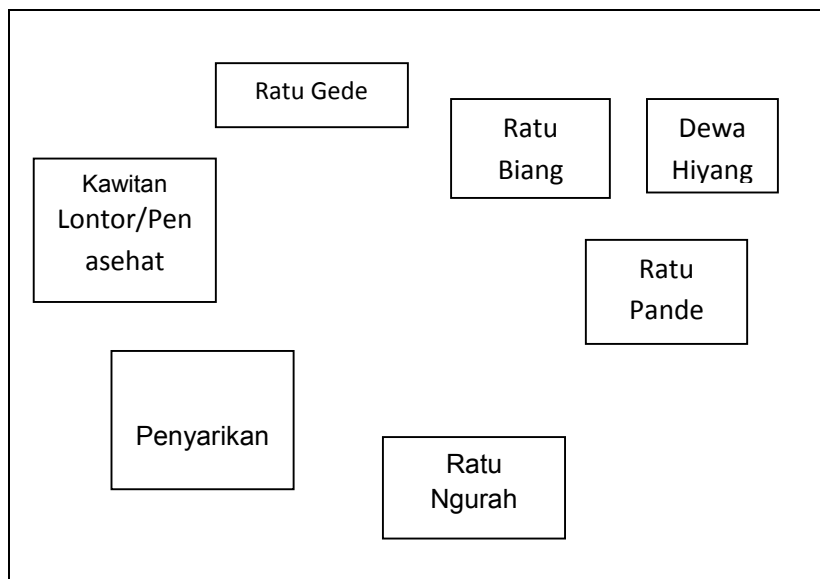 Ratu Gede
Ratu
Biang
Dewa
Hiyang
Kawitan
Lontor/Pen
asehat
Ratu
Pande
Penyarikan
Ratu
Ngurah